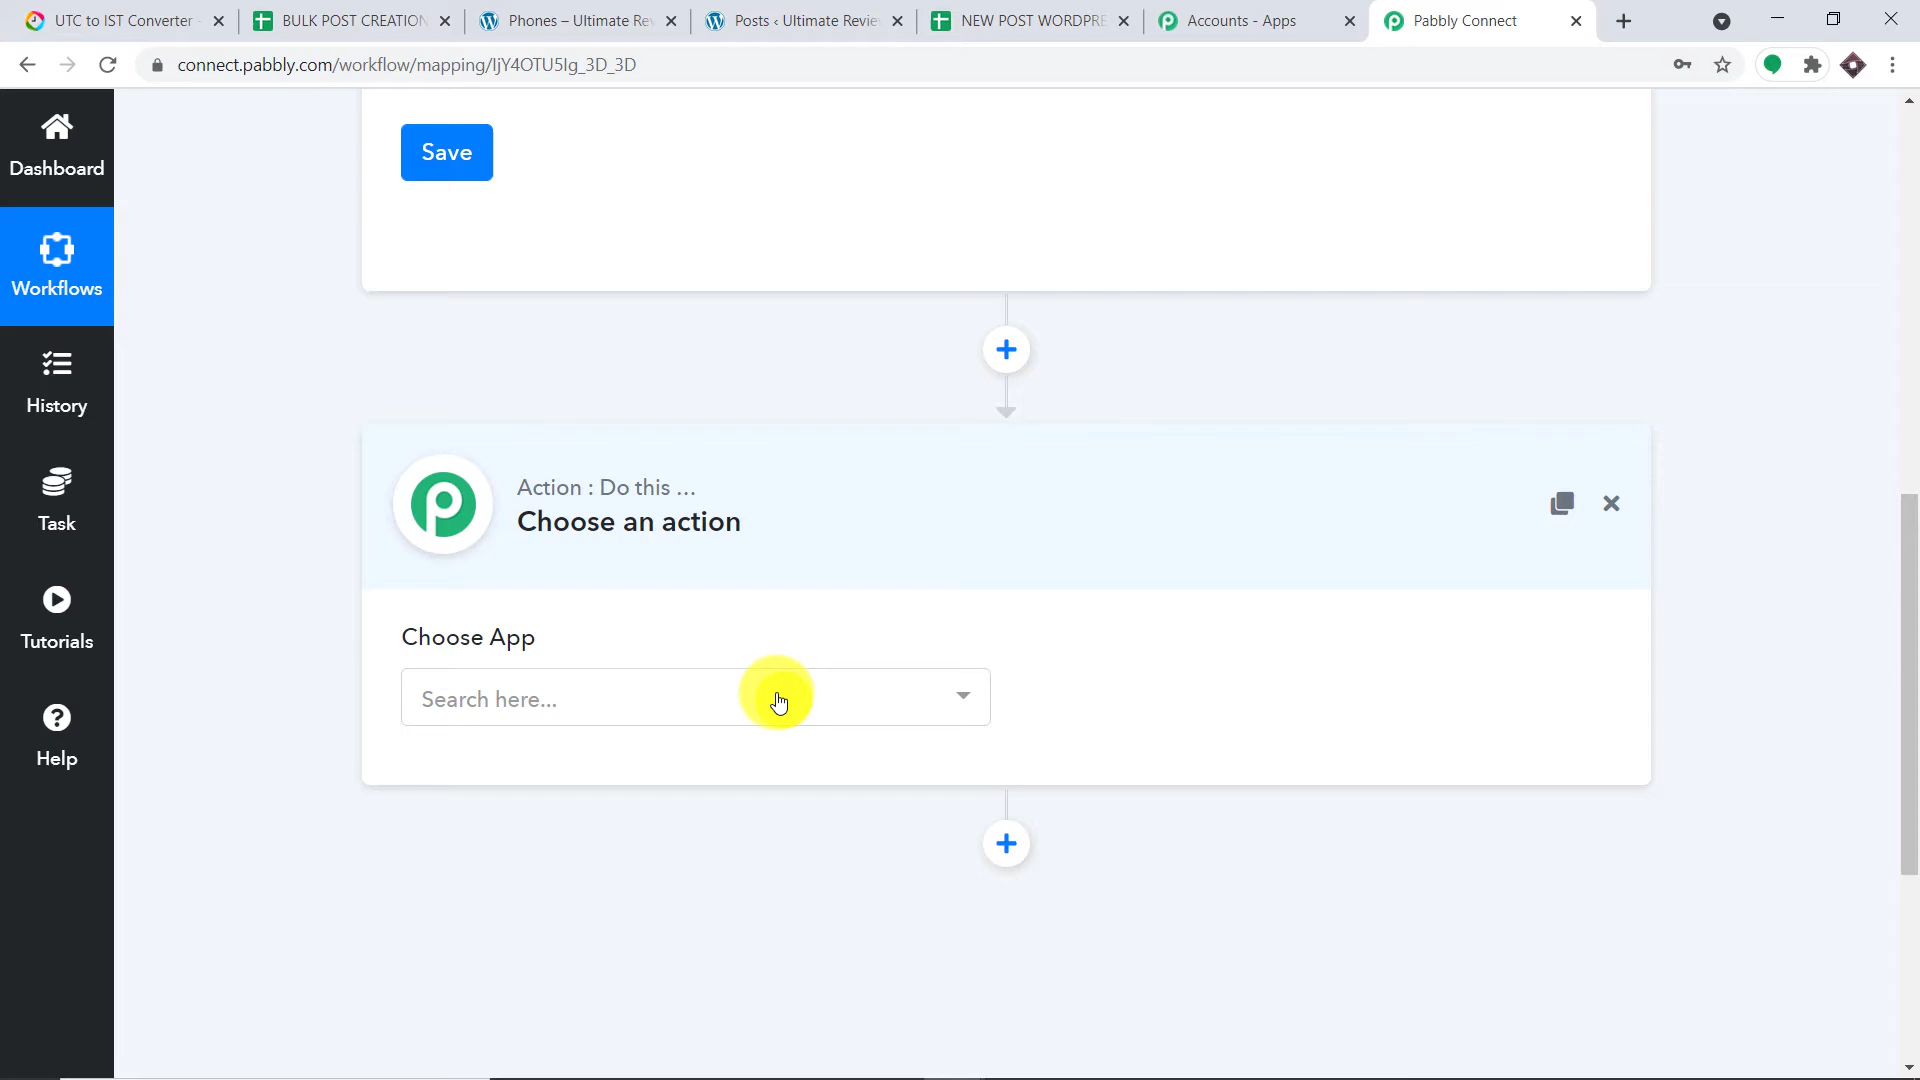 UTC to IST Converter
BULK POST CREATION
Phones – Ultimate Re
Posts ‹ Ultimate Revie
NEW POST WORDPRE
Accounts - Apps
Pabbly Connect
connect.pabbly.com/workflow/mapping/IjY4OTU5Ig_3D_3D
Dashboard
Workflows
History
Task
Tutorials
Help
Save
Action : Do this ...
Choose an action
Choose App
Search here...